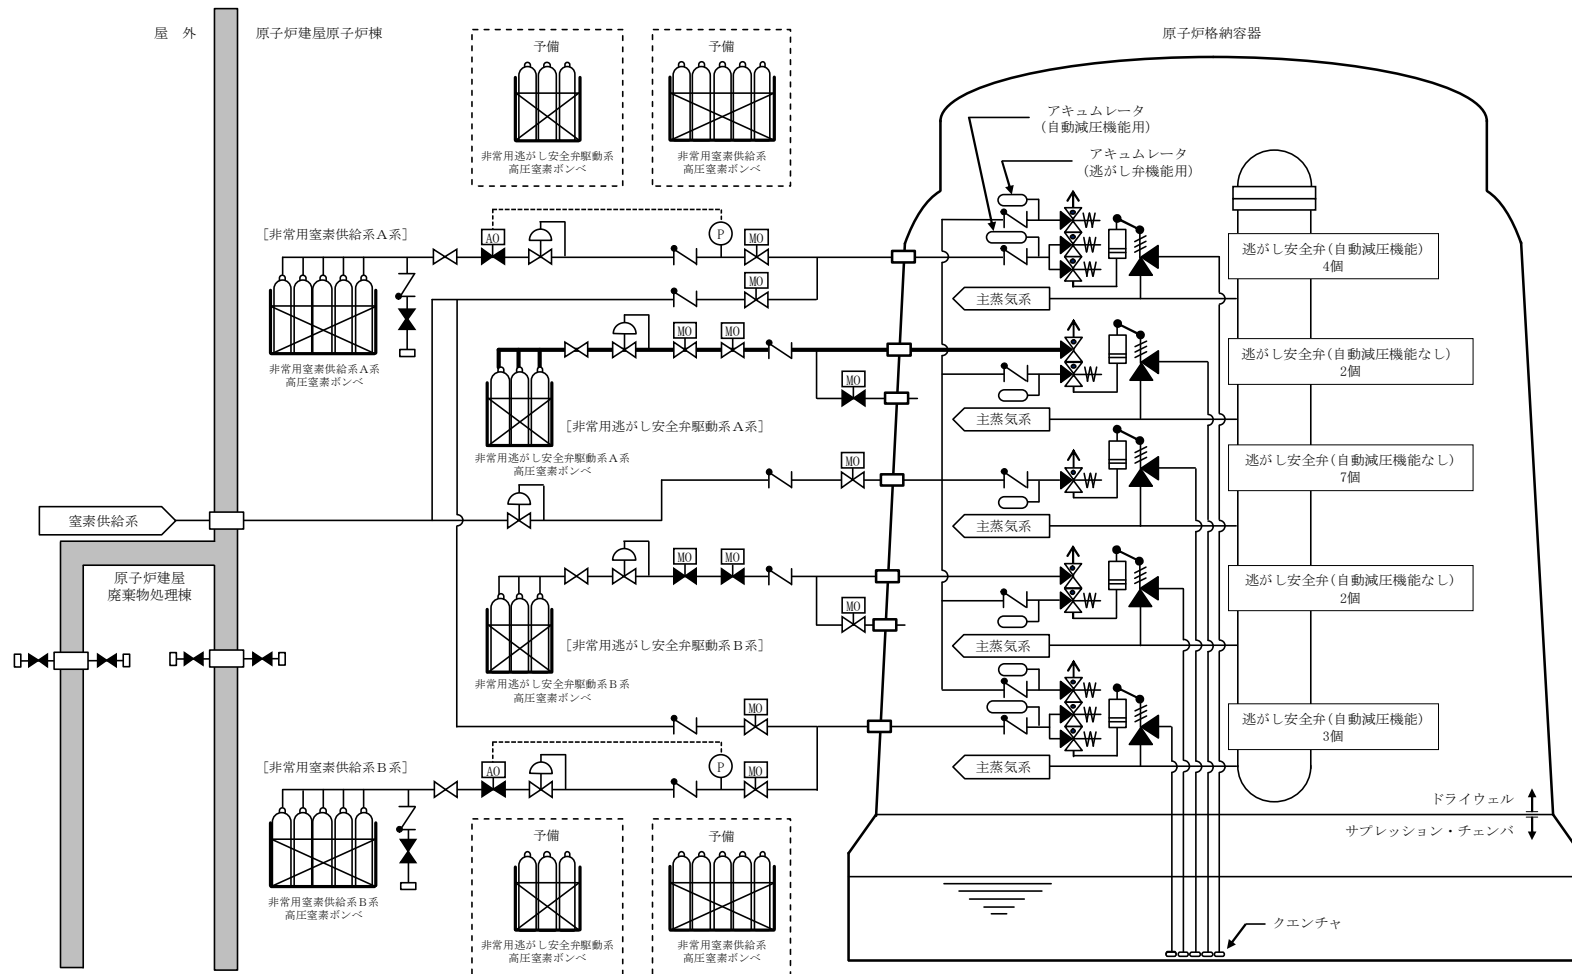 屋 外
原子炉建屋原子炉棟
予備
非常用逃がし安全弁駆動系
高圧窒素ボンベ
予備
非常用窒素供給系
高圧窒素ボンベ
原子炉格納容器
アキュムレータ
(自動減圧機能用)
アキュムレータ
(逃がし弁機能用)
[非常用窒素供給系A系]
AO
P
MO
MO
非常用窒素供給系A系
高圧窒素ボンベ
逃がし安全弁(自動減圧機能)
4個
主蒸気系
MO
MO
MO
[非常用逃がし安全弁駆動系A系]
非常用逃がし安全弁駆動系A系
高圧窒素ボンベ
逃がし安全弁(自動減圧機能なし)
2個
主蒸気系
MO
逃がし安全弁(自動減圧機能なし)
7個
主蒸気系
窒素供給系
原子炉建屋
廃棄物処理棟
MO
MO
MO
[非常用逃がし安全弁駆動系B系]
非常用逃がし安全弁駆動系B系
高圧窒素ボンベ
逃がし安全弁(自動減圧機能なし)
2個
主蒸気系
MO
逃がし安全弁(自動減圧機能)
3個
主蒸気系
[非常用窒素供給系B系]
AO
P
MO
非常用窒素供給系B系
高圧窒素ボンベ
予備
非常用逃がし安全弁駆動系
高圧窒素ボンベ
予備
非常用窒素供給系
高圧窒素ボンベ
ドライウェル
サプレッション・チェンバ
クエンチャ